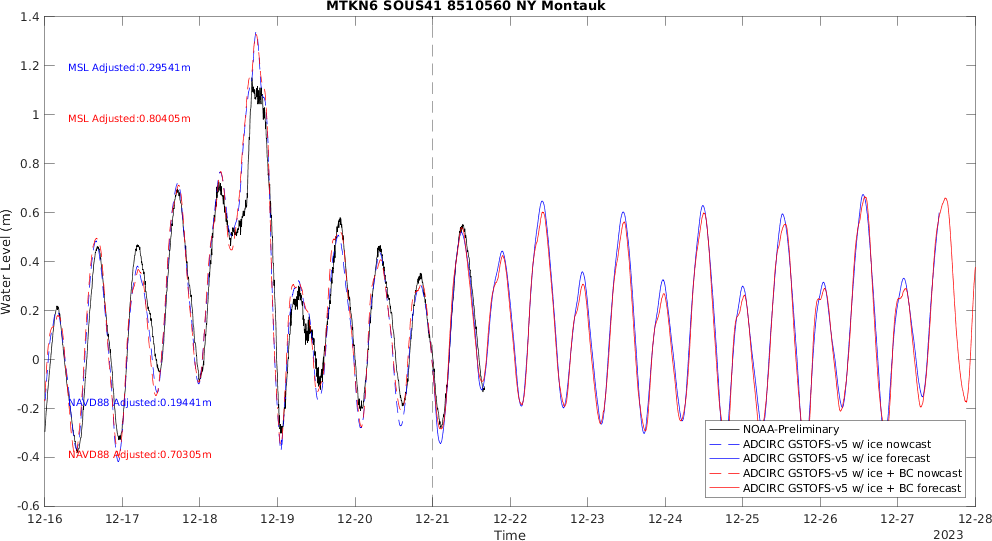 MTKN6 SOUS41 8510560 NY Montauk
1.4
1.2
1
0.8
0.6
0.4
0.2
0
-0.2
-0.4
-0.6
Water Level (m)
MSL Adjusted:0.29541m
MSL Adjusted:0.80405m
NAVD88 Adjusted:0.19441m
NAVD88 Adjusted:0.70305m
NOAA-Preliminary
ADCIRC GSTOFS-v5 w/ ice nowcast
ADCIRC GSTOFS-v5 w/ ice forecast
ADCIRC GSTOFS-v5 w/ ice + BC nowcast
ADCIRC GSTOFS-v5 w/ ice + BC forecast
12-16 12-17 12-18 12-19 12-20 12-21 12-22 12-23 12-24 12-25 12-26 12-27 12-28
Time
2023